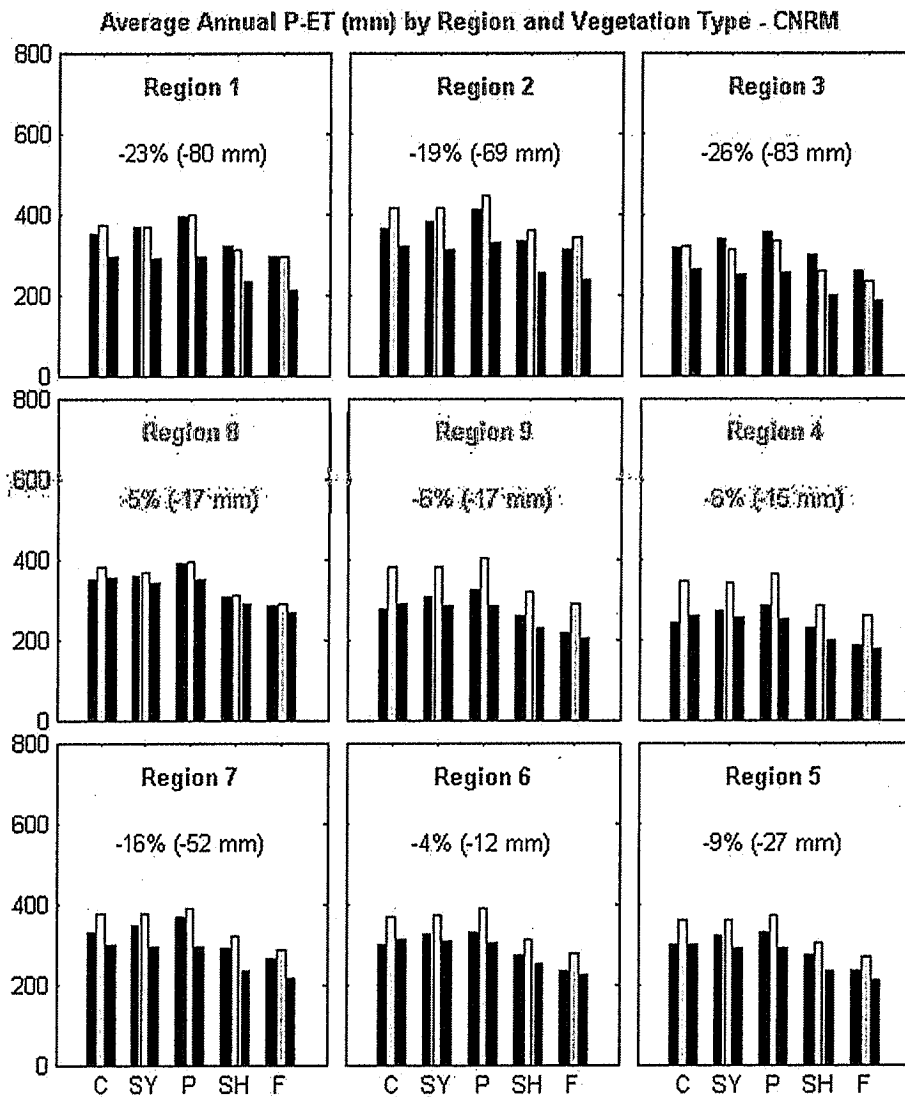 Average Annual P-ET (mm) by Region and Vegetation Type - CNRM
800
600
400
200
0
Region 1
-23% (-80 mm)
Region 2
-19% (-69 mm)
Region 3
-26% (-83 mm)
800
600
400
200
0
Region 8
-5% (-17 mm)
Region 9
-6% (-17 mm)
Region 4
-6% (-15 mm)
800
600
400
200
0
Region 7
-16% (-52 mm)
Region 6
-4% (-12 mm)
Region 5
-9% (-27 mm)
C SY P SH F
C SY P SH F
C SY P SH F